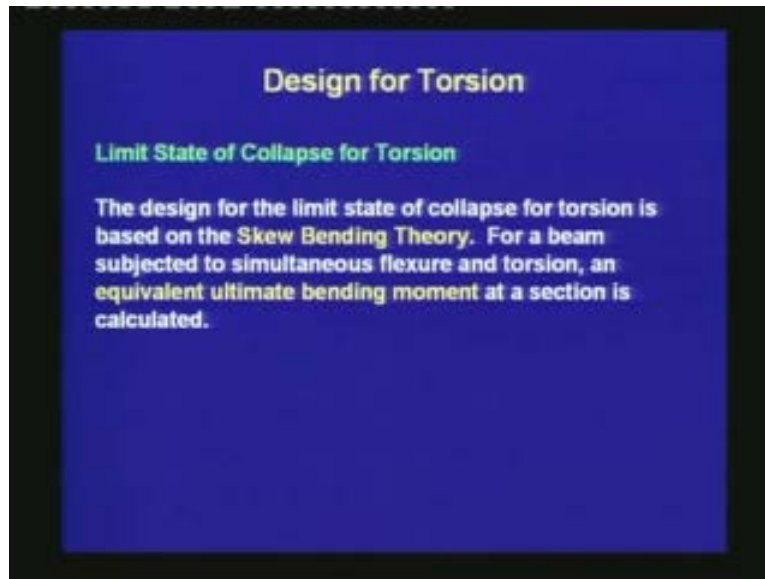 Design for Torsion
Limit State of Collapse for Torsion
The design for the limit state of collapse for torsion is
based on the Skew Bending Theory. For a beam
subjected to simultaneous flexure and torsion, an
equivalent ultimate bending moment at a section is
calculated.